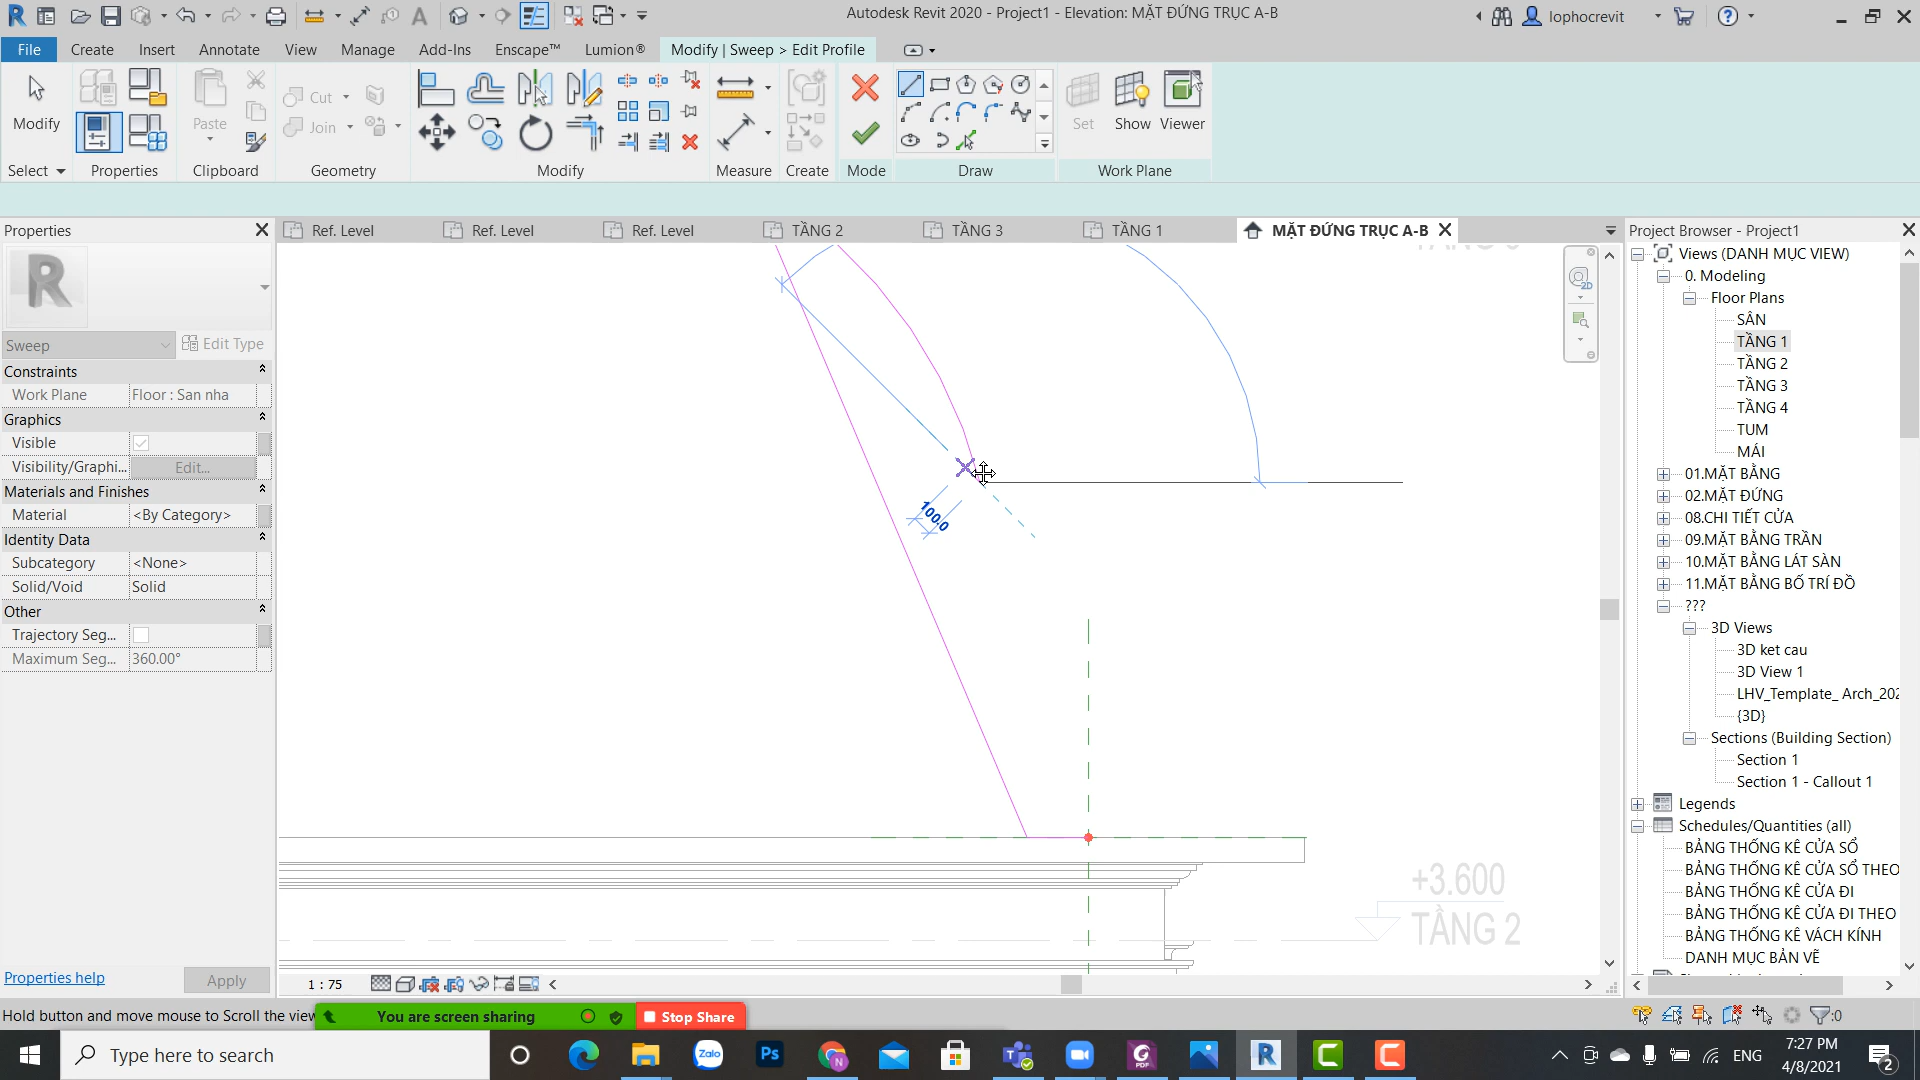 Autodesk Revit 2020 - Project1 - Elevation: MẶT ĐỨNG TRỤC A-B
lophocrevit
File Create Insert Annotate View Manage Add-Ins Enscape™ Lumion® Modify | Sweep > Edit Profile
Modify Paste Cut Join Set Show Viewer
Select Properties Clipboard Geometry Modify Measure Create Mode Draw Work Plane
Properties
Ref. Level Ref. Level Ref. Level TẦNG 2 TẦNG 3 TẦNG 1 MẶT ĐỨNG TRỤC A-B
Project Browser - Project1
Sweep
Edit Type
Constraints
Work Plane Floor : San nha
Graphics
Visible
Visibility/Graphi... Edit...
Materials and Finishes
Material <By Category>
Identity Data
Subcategory <None>
Solid/Void Solid
Other
Trajectory Seg...
Maximum Seg... 360.00°
Properties help
Apply
100.0
+3.600
TẦNG 2
2D
Views (DANH MỤC VIEW)
0. Modeling
Floor Plans
SÂN
TẦNG 1
TẦNG 2
TẦNG 3
TẦNG 4
TUM
MÁI
01.MẶT BẰNG
02.MẶT ĐỨNG
08.CHI TIẾT CỬA
09.MẶT BẰNG TRẦN
10.MẶT BẰNG LÁT SÀN
11.MẶT BẰNG BỐ TRÍ ĐỒ
???
3D Views
3D ket cau
3D View 1
LHV_Template_ Arch_202
{3D}
Sections (Building Section)
Section 1
Section 1 - Callout 1
Legends
Schedules/Quantities (all)
BẢNG THỐNG KÊ CỬA SỔ
BẢNG THỐNG KÊ CỬA SỔ THEO
BẢNG THỐNG KÊ CỬA ĐI
BẢNG THỐNG KÊ CỬA ĐI THEO
BẢNG THỐNG KÊ VÁCH KÍNH
DANH MỤC BẢN VẼ
1 : 75
Hold button and move mouse to Scroll the view
You are screen sharing
Stop Share
:0
Type here to search
Zalo
Ps
ENG
7:27 PM
4/8/2021
2